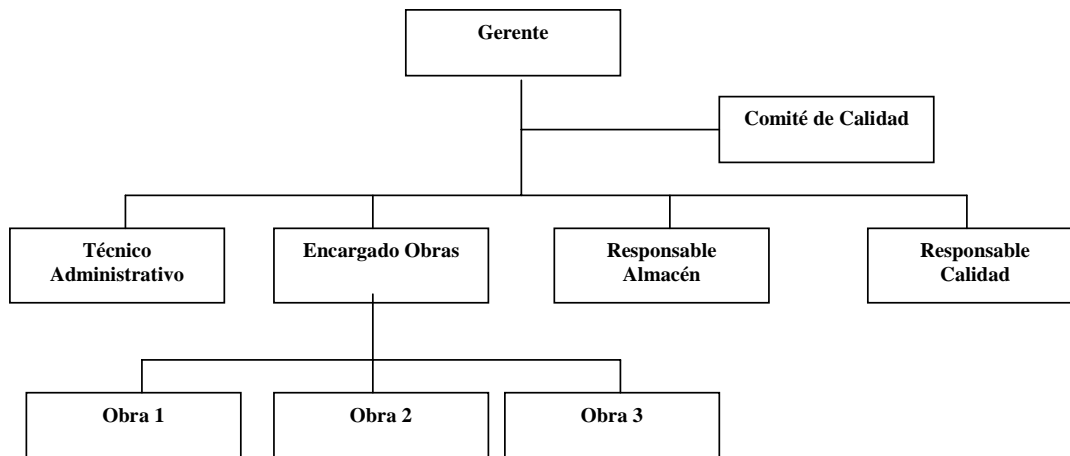 Gerente
Comité de Calidad
Técnico
Administrativo
Encargado Obras
Responsable
Almacén
Responsable
Calidad
Obra 1
Obra 2
Obra 3